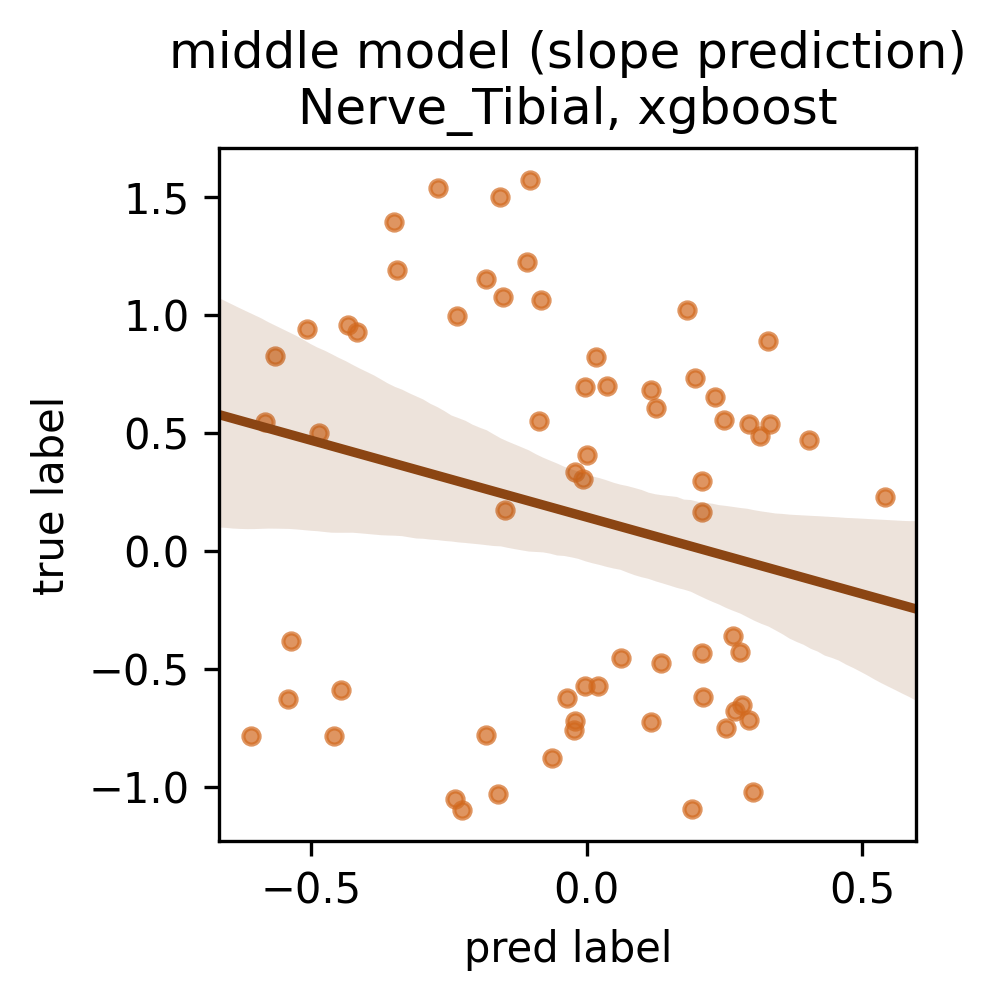 middle model (slope prediction)
Nerve_Tibial, xgboost
1.5
1.0
0.5
0.0
−0.5
−1.0
true label
−0.5
0.0
0.5
pred label